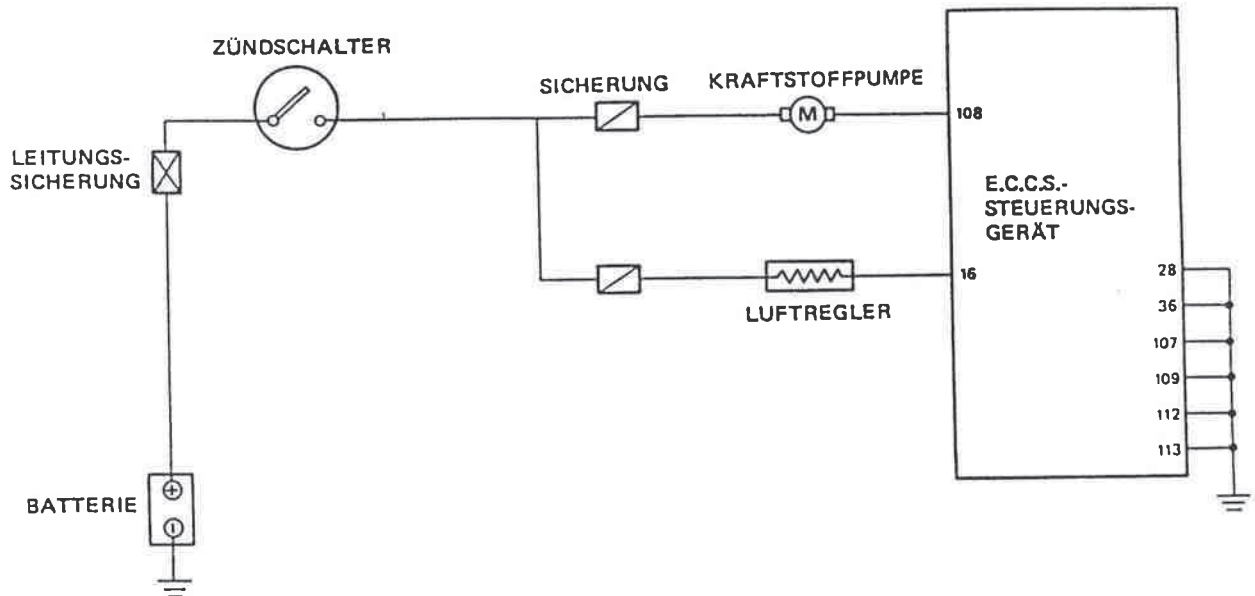 ZÜNDSCHALTER
SICHERUNG
KRAFTSTOFFPUMPE
M
108
LEITUNGS-
SICHERUNG
E.C.C.S.-
STEUERUNGS-
GERÄT
16
28
LUFTREGLER
36
107
109
112
113
BATTERIE
+
−